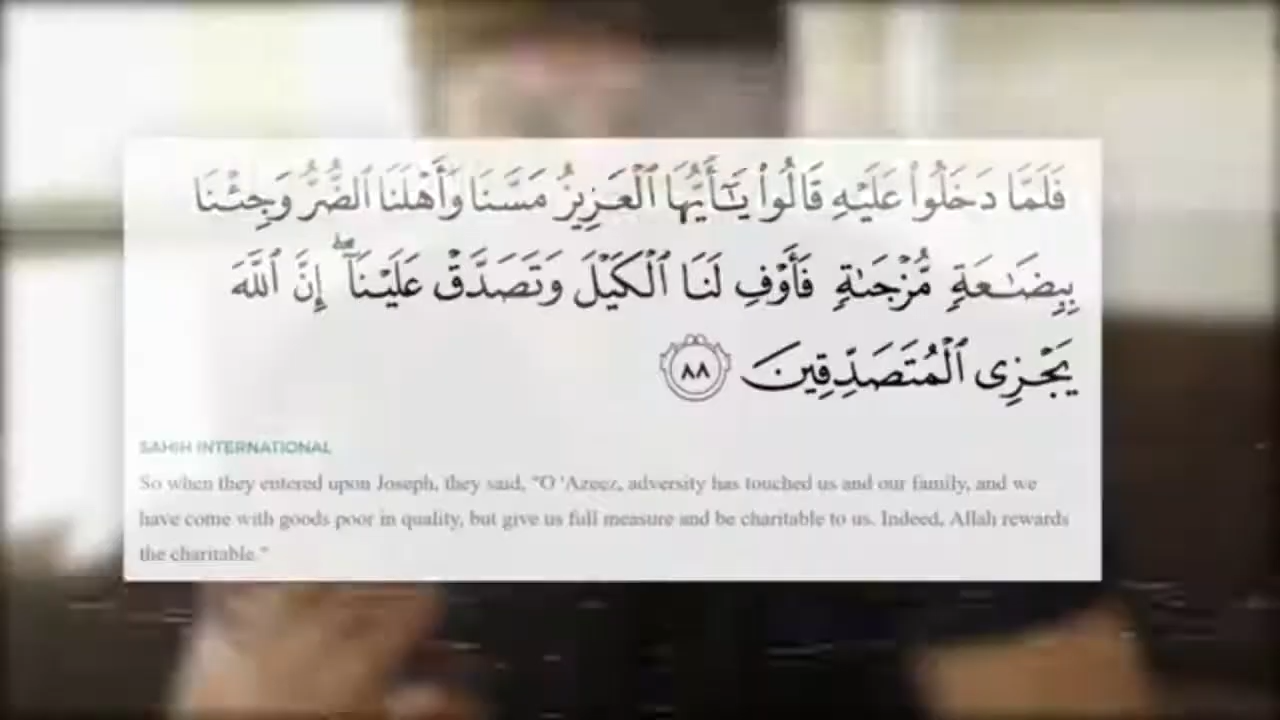 فَلَمَّا دَخَلُوا۟ عَلَيْهِ قَالُوا۟ يَـٰٓأَيُّهَا ٱلْعَزِيزُ مَسَّنَا وَأَهْلَنَا ٱلضُّرُّ وَجِئْنَا
بِبِضَـٰعَةٍ مُّزْجَىٰةٍ فَأَوْفِ لَنَا ٱلْكَيْلَ وَتَصَدَّقْ عَلَيْنَآ ۖ إِنَّ ٱللَّهَ
يَجْزِى ٱلْمُتَصَدِّقِينَ ٨٨
SAHIH INTERNATIONAL
So when they entered upon Joseph, they said, "O 'Azeez, adversity has touched us and our family, and we
have come with goods poor in quality, but give us full measure and be charitable to us. Indeed, Allah rewards
the charitable."